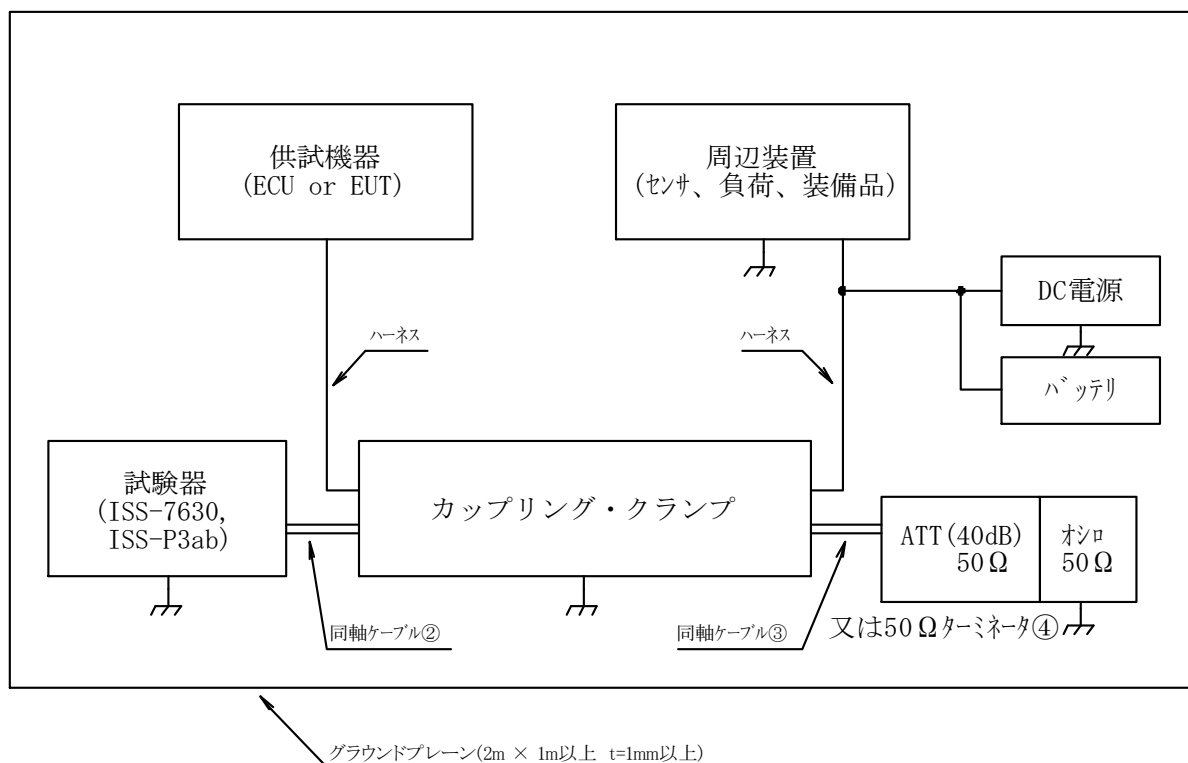 供試機器
(ECU or EUT)
周辺装置
(センサ、負荷、装備品)
DC電源
バッテリ
ハーネス
ハーネス
試験器
(ISS-7630,
ISS-P3ab)
カップリング・クランプ
ATT(40dB)
50Ω
オシロ
50Ω
又は50Ωターミネータ④
同軸ケーブル②
同軸ケーブル③
グラウンドプレーン(2m × 1m以上 t=1mm以上)